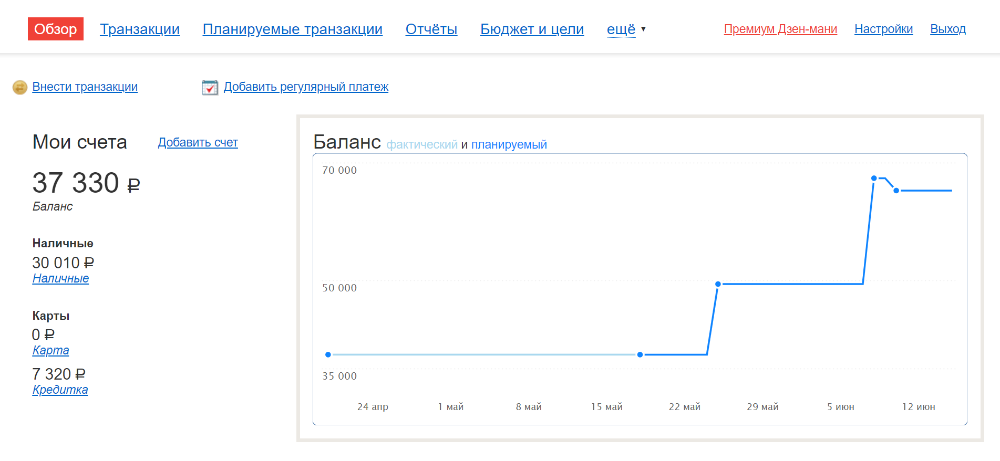 Обзор Транзакции Планируемые транзакции Отчёты Бюджет и цели ещё ▼ Премиум Дзен-мани Настройки Выход
Внести транзакции Добавить регулярный платеж
Мои счета Добавить счет
37 330 ₽
Баланс
Наличные
30 010 ₽
Наличные
Карты
0 ₽
Карта
7 320 ₽
Кредитка
Баланс фактический и планируемый
70 000
50 000
35 000
24 апр 1 май 8 май 15 май 22 май 29 май 5 июн 12 июн